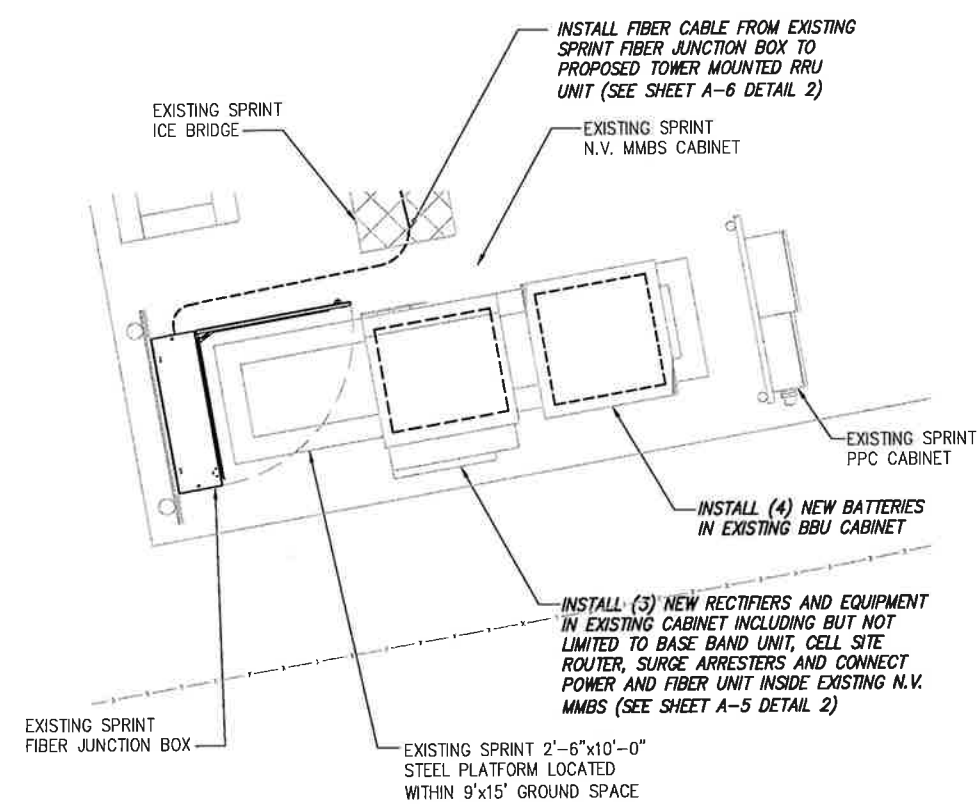 INSTALL FIBER CABLE FROM EXISTING
SPRINT FIBER JUNCTION BOX TO
PROPOSED TOWER MOUNTED RRU
UNIT (SEE SHEET A-6 DETAIL 2)
EXISTING SPRINT
ICE BRIDGE
EXISTING SPRINT
N.V. MMBS CABINET
EXISTING SPRINT
PPC CABINET
INSTALL (4) NEW BATTERIES
IN EXISTING BBU CABINET
INSTALL (3) NEW RECTIFIERS AND EQUIPMENT
IN EXISTING CABINET INCLUDING BUT NOT
LIMITED TO BASE BAND UNIT, CELL SITE
ROUTER, SURGE ARRESTERS AND CONNECT
POWER AND FIBER UNIT INSIDE EXISTING N.V.
MMBS (SEE SHEET A-5 DETAIL 2)
EXISTING SPRINT
FIBER JUNCTION BOX
EXISTING SPRINT 2'-6"x10'-0"
STEEL PLATFORM LOCATED
WITHIN 9'x15' GROUND SPACE